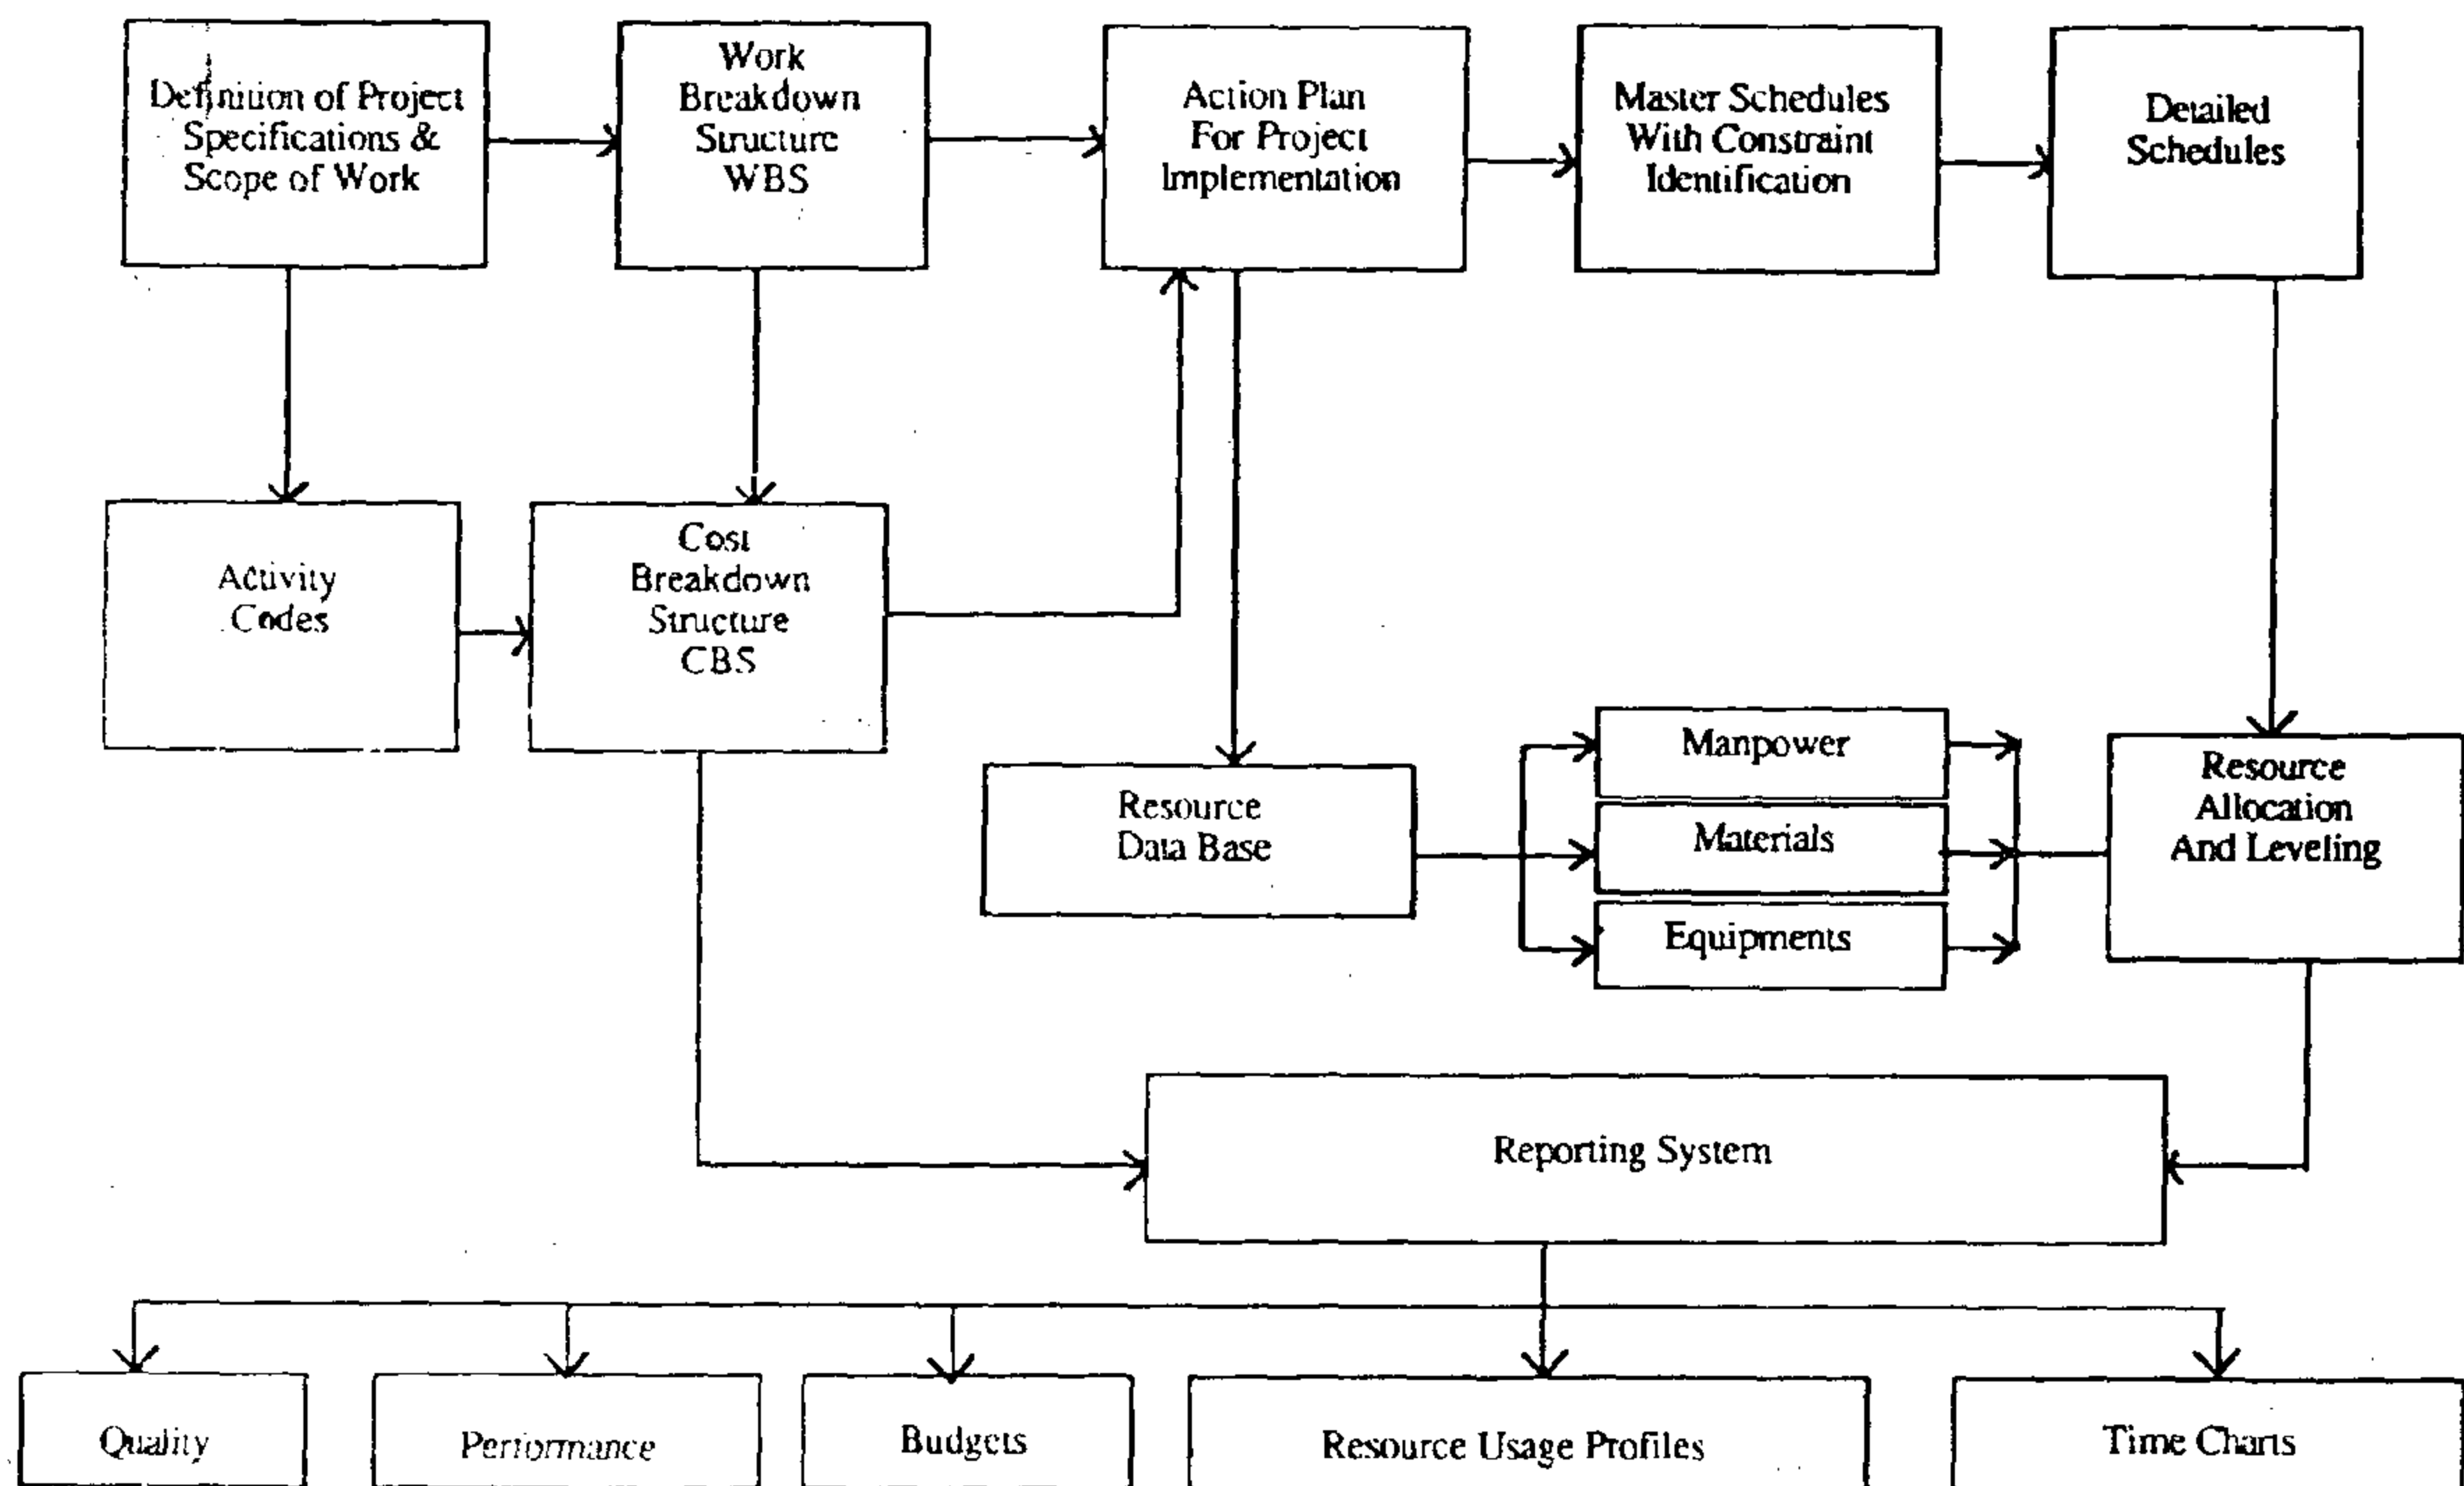 Definition of Project
Specifications &
Scope of Work
Work
Breakdown
Structure
WBS
Action Plan
For Project
Implementation
Master Schedules
With Constraint
Identification
Detailed
Schedules
Activity
Codes
Cost
Breakdown
Structure
CBS
Resource
Data Base
Manpower
Materials
Equipments
Resource
Allocation
And Leveling
Reporting System
Quality
Performance
Budgets
Resource Usage Profiles
Time Charts